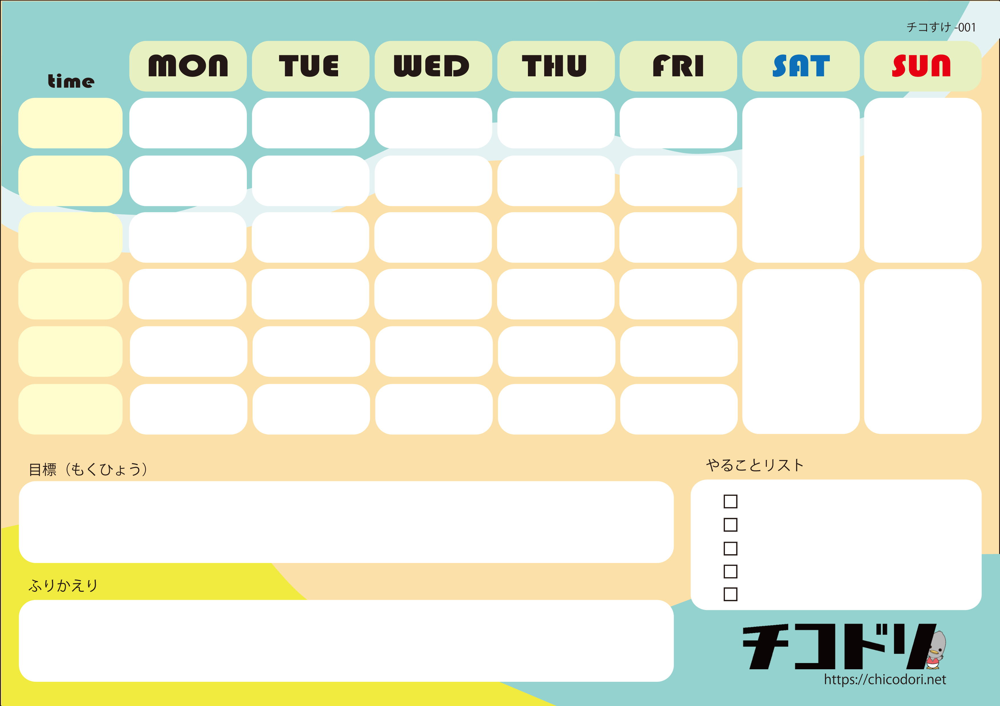 チコすけ-001
time MON TUE WED THU FRI SAT SUN
目標（もくひょう）
やることリスト
ふりかえり
チコドリ
https://chicodori.net